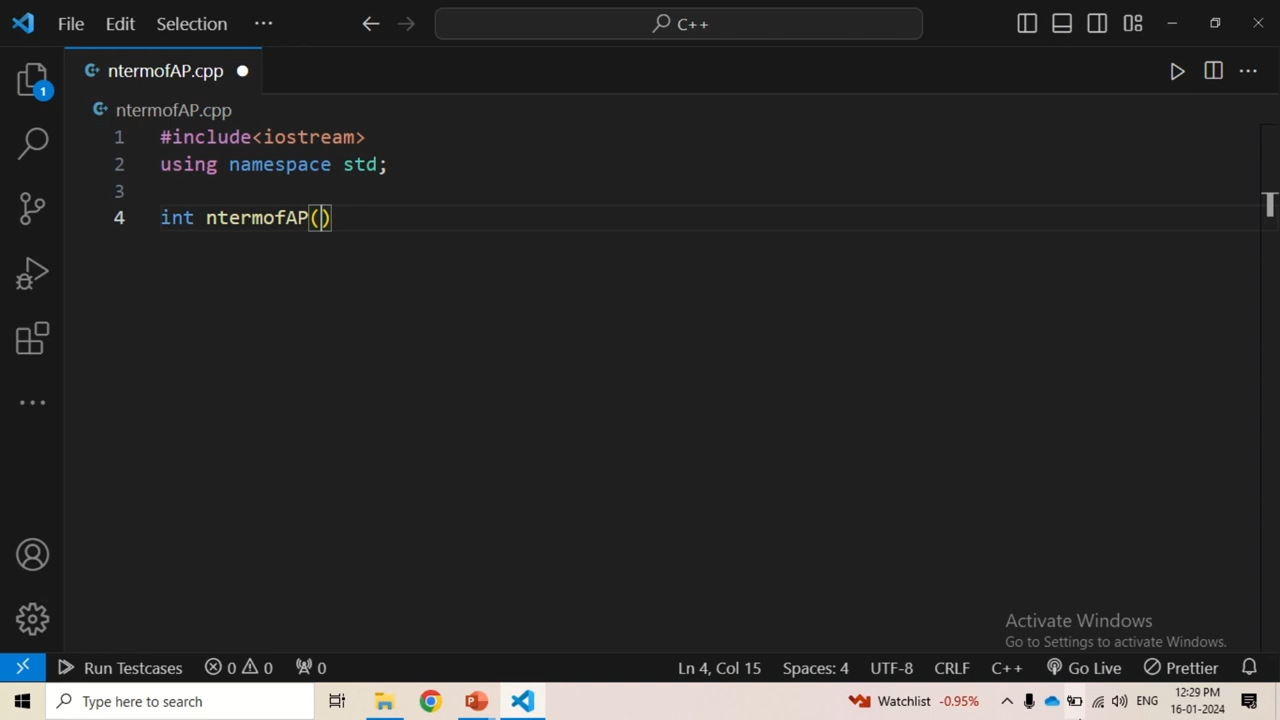 File Edit Selection ···
C++
ntermofAP.cpp
1
ntermofAP.cpp
1 #include<iostream>
2 using namespace std;
3
4 int ntermofAP()
Activate Windows
Go to Settings to activate Windows.
Run Testcases 0 0 0 Ln 4, Col 15 Spaces: 4 UTF-8 CRLF C++ Go Live Prettier
Type here to search Watchlist -0.95% ENG 12:29 PM
16-01-2024